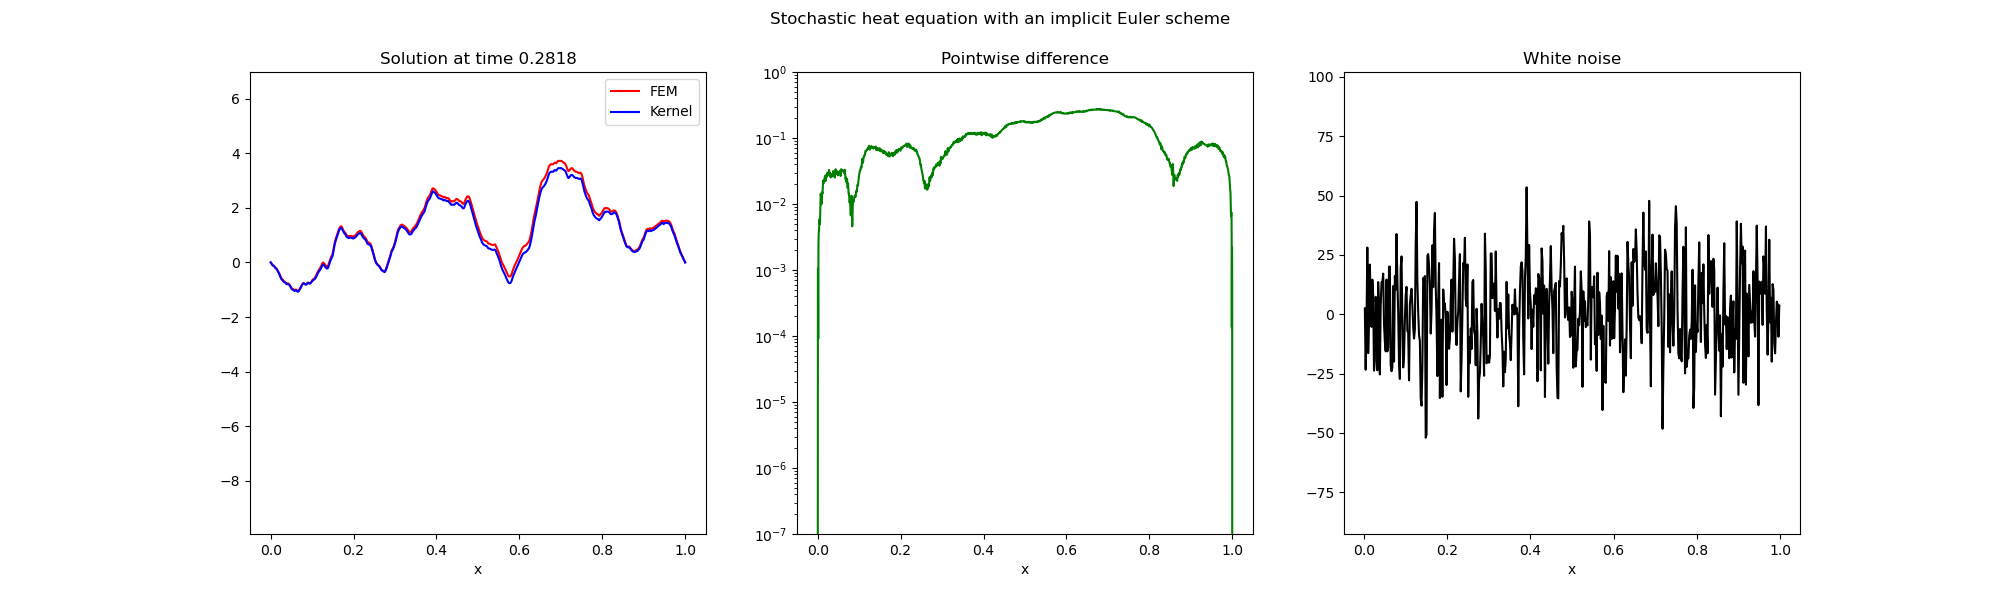 Stochastic heat equation with an implicit Euler scheme
Solution at time 0.2818
FEM
Kernel
6
4
2
0
−2
−4
−6
−8
0.0 0.2 0.4 0.6 0.8 1.0
x
Pointwise difference
10⁰
10⁻¹
10⁻²
10⁻³
10⁻⁴
10⁻⁵
10⁻⁶
10⁻⁷
0.0 0.2 0.4 0.6 0.8 1.0
x
White noise
100
75
50
25
0
−25
−50
−75
0.0 0.2 0.4 0.6 0.8 1.0
x